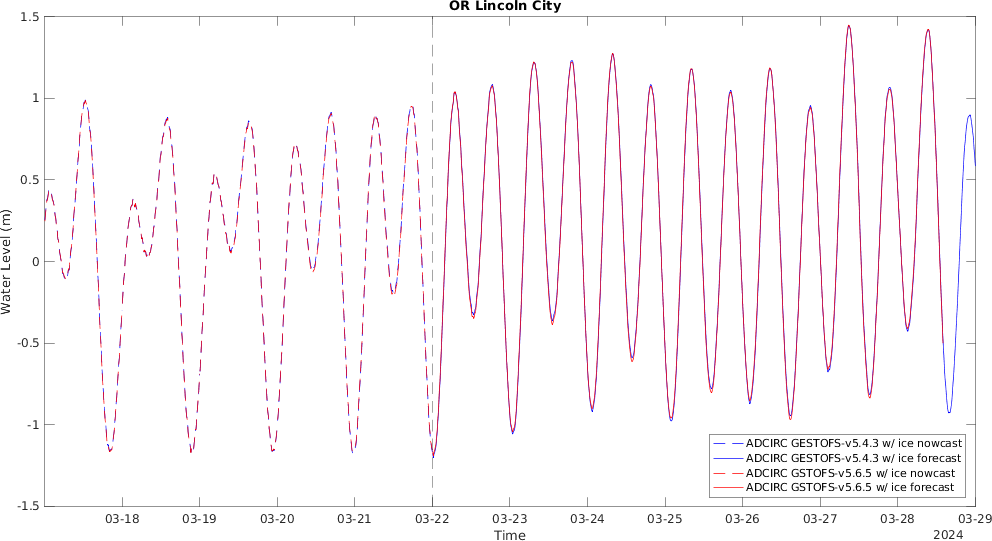 OR Lincoln City
1.5
1
0.5
0
-0.5
-1
-1.5
Water Level (m)
03-18 03-19 03-20 03-21 03-22 03-23 03-24 03-25 03-26 03-27 03-28 03-29
Time
2024
ADCIRC GESTOFS-v5.4.3 w/ ice nowcast
ADCIRC GESTOFS-v5.4.3 w/ ice forecast
ADCIRC GSTOFS-v5.6.5 w/ ice nowcast
ADCIRC GSTOFS-v5.6.5 w/ ice forecast